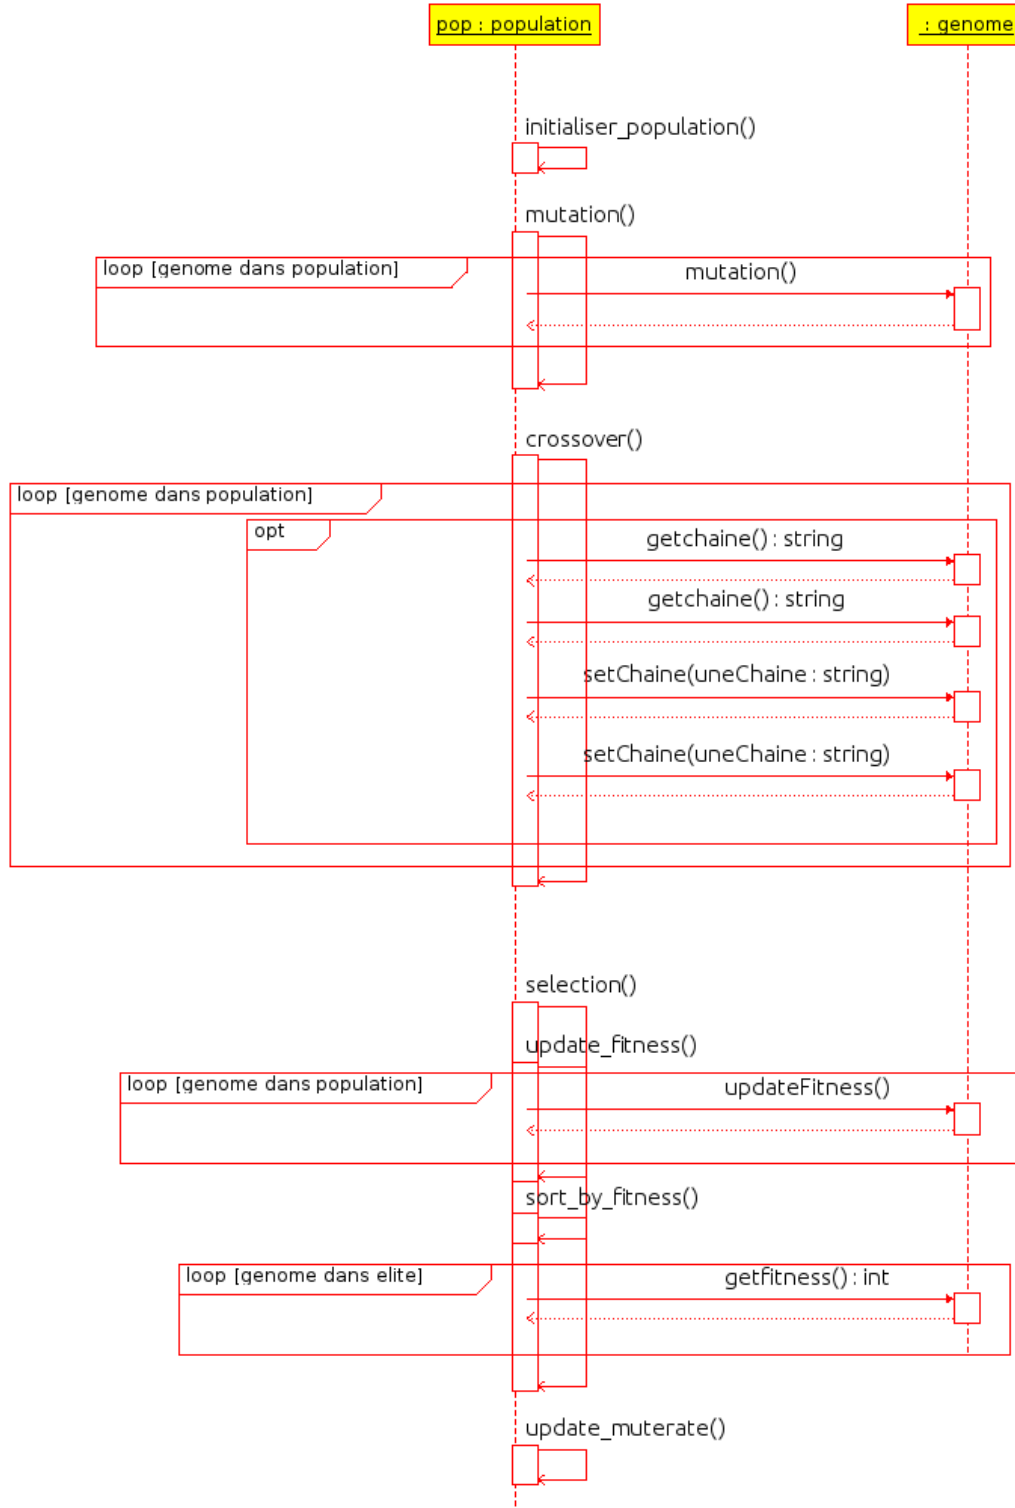 pop : population
: genome
initialiser_population()
mutation()
loop [genome dans population]
mutation()
crossover()
loop [genome dans population]
opt
getchaine() : string
getchaine() : string
setChaine(uneChaine : string)
setChaine(uneChaine : string)
selection()
update_fitness()
loop [genome dans population]
updateFitness()
sort_by_fitness()
loop [genome dans elite]
getfitness() : int
update_muterate()